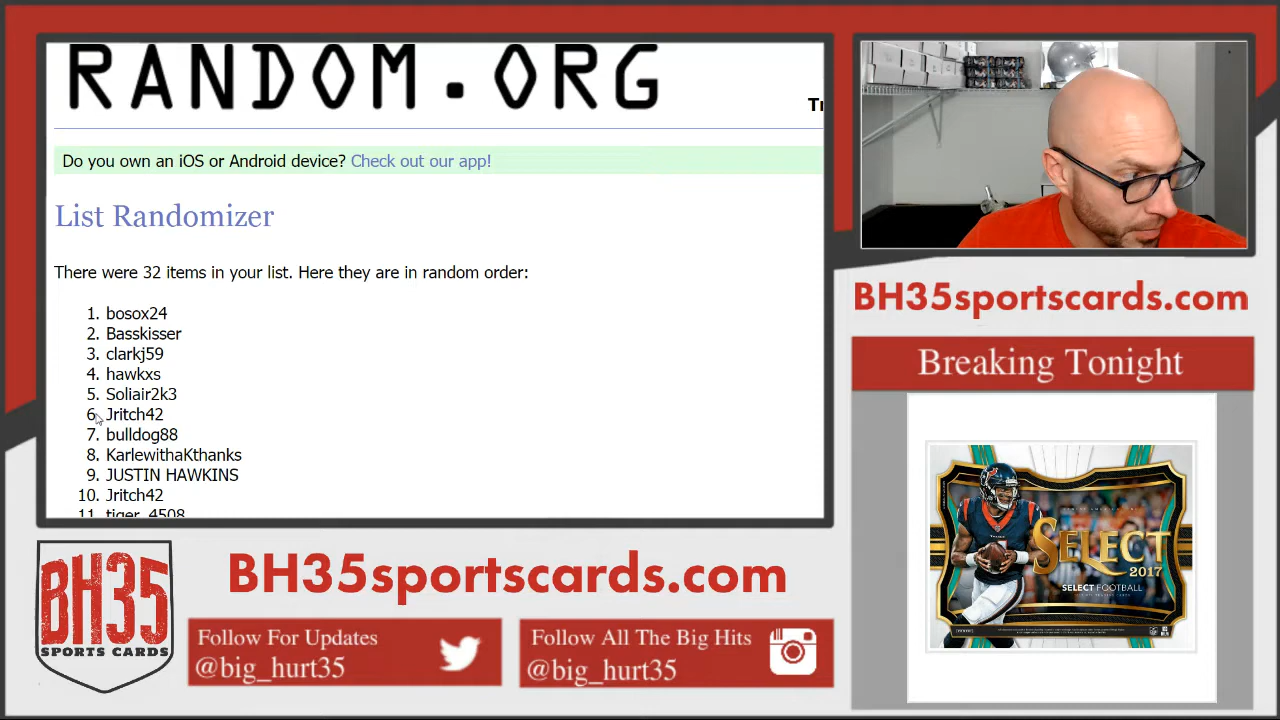 RANDOM.ORG
Do you own an iOS or Android device? Check out our app!
List Randomizer
There were 32 items in your list. Here they are in random order:
1. bosox24
2. Basskisser
3. clarkj59
4. hawkxs
5. Soliair2k3
6. Jritch42
7. bulldog88
8. KarlewithaKthanks
9. JUSTIN HAWKINS
10. Jritch42
11. tiger_4508
BH35sportscards.com
Breaking Tonight
SELECT
2017
SELECT FOOTBALL
BH35
SPORTS CARDS
BH35sportscards.com
Follow For Updates
@big_hurt35
Follow All The Big Hits
@big_hurt35